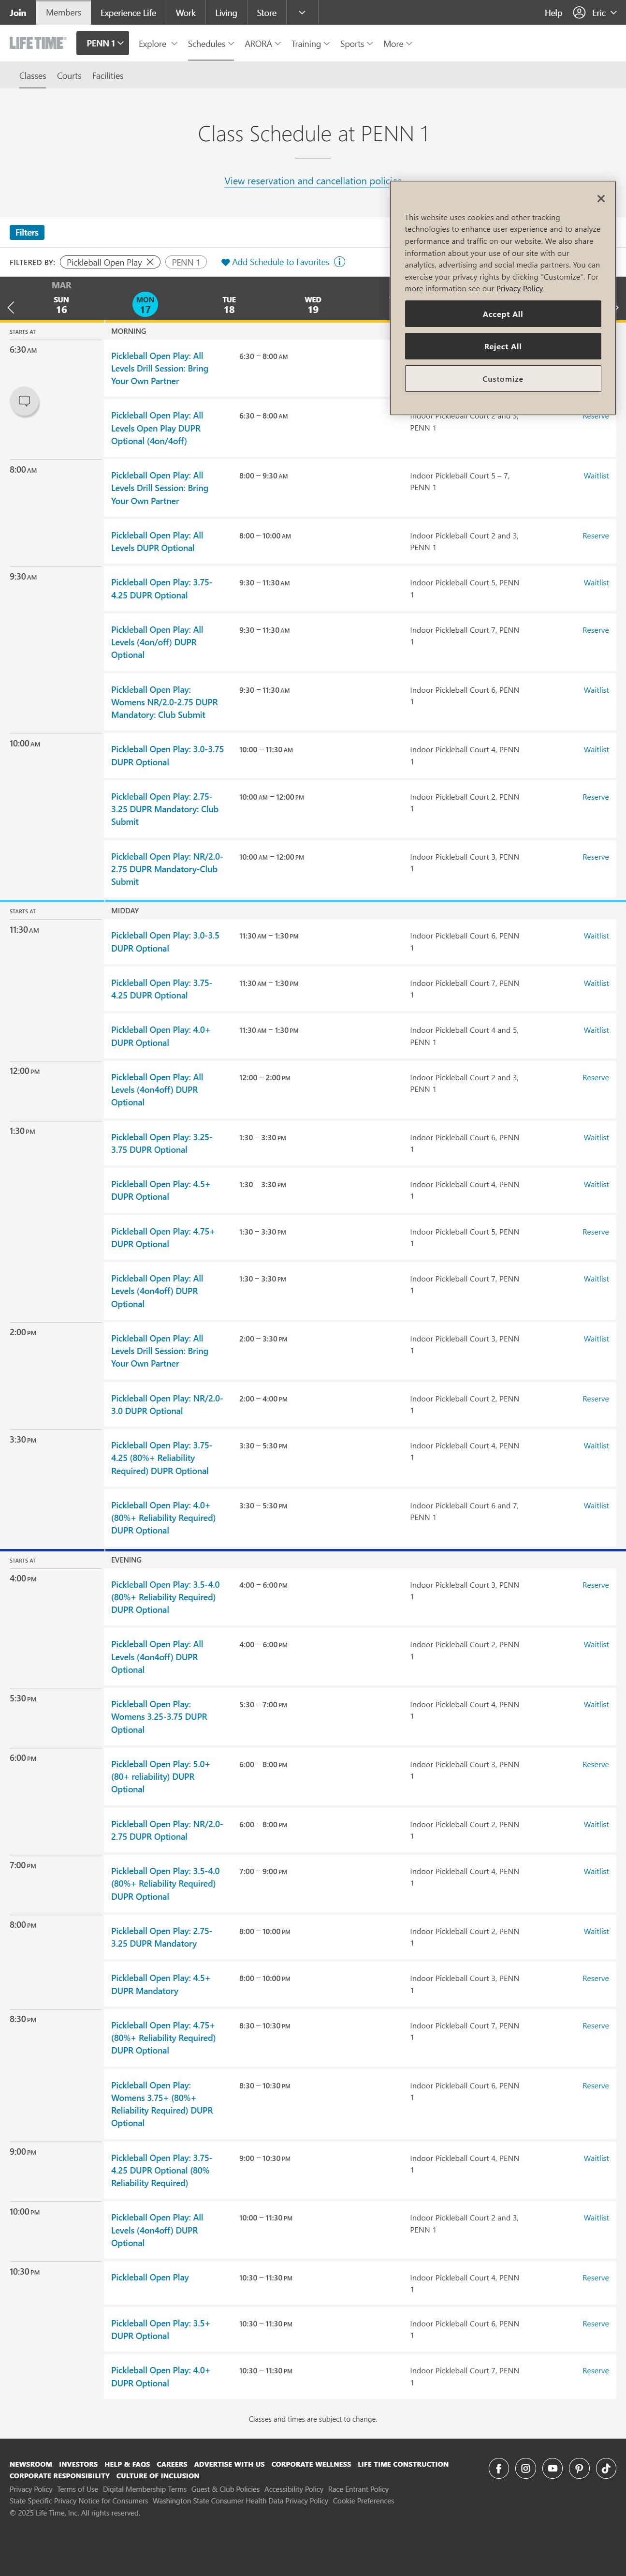 Join Members Experience Life Work Living Store Help Eric
LIFE TIME PENN 1 Explore Schedules ARORA Training Sports More
Classes Courts Facilities
Class Schedule at PENN 1
View reservation and cancellation policies
Filters
FILTERED BY: Pickleball Open Play PENN 1 Add Schedule to Favorites
This website uses cookies and other tracking
technologies to enhance user experience and to analyze
performance and traffic on our website. We also share
information about your use of our site with our
analytics, advertising and social media partners. You can
exercise your privacy rights by clicking "Customize". For
more information see our Privacy Policy
Accept All
Reject All
Customize
MAR
SUN MON TUE WED
16 17 18 19
STARTS AT MORNING
6:30 AM
Pickleball Open Play: All 6:30 – 8:00 AM
Levels Drill Session: Bring
Your Own Partner
Pickleball Open Play: All 6:30 – 8:00 AM Indoor Pickleball Court 2 and 3, Reserve
Levels Open Play DUPR PENN 1
Optional (4on/4off)
8:00 AM
Pickleball Open Play: All 8:00 – 9:30 AM Indoor Pickleball Court 5 – 7, Waitlist
Levels Drill Session: Bring PENN 1
Your Own Partner
Pickleball Open Play: All 8:00 – 10:00 AM Indoor Pickleball Court 2 and 3, Reserve
Levels DUPR Optional PENN 1
9:30 AM
Pickleball Open Play: 3.75- 9:30 – 11:30 AM Indoor Pickleball Court 5, PENN Waitlist
4.25 DUPR Optional 1
Pickleball Open Play: All 9:30 – 11:30 AM Indoor Pickleball Court 7, PENN Reserve
Levels (4on/off) DUPR 1
Optional
Pickleball Open Play: 9:30 – 11:30 AM Indoor Pickleball Court 6, PENN Waitlist
Womens NR/2.0-2.75 DUPR 1
Mandatory: Club Submit
10:00 AM
Pickleball Open Play: 3.0-3.75 10:00 – 11:30 AM Indoor Pickleball Court 4, PENN Waitlist
DUPR Optional 1
Pickleball Open Play: 2.75- 10:00 AM – 12:00 PM Indoor Pickleball Court 2, PENN Reserve
3.25 DUPR Mandatory: Club 1
Submit
Pickleball Open Play: NR/2.0- 10:00 AM – 12:00 PM Indoor Pickleball Court 3, PENN Reserve
2.75 DUPR Mandatory-Club 1
Submit
STARTS AT MIDDAY
11:30 AM
Pickleball Open Play: 3.0-3.5 11:30 AM – 1:30 PM Indoor Pickleball Court 6, PENN Waitlist
DUPR Optional 1
Pickleball Open Play: 3.75- 11:30 AM – 1:30 PM Indoor Pickleball Court 7, PENN Waitlist
4.25 DUPR Optional 1
Pickleball Open Play: 4.0+ 11:30 AM – 1:30 PM Indoor Pickleball Court 4 and 5, Waitlist
DUPR Optional PENN 1
12:00 PM
Pickleball Open Play: All 12:00 – 2:00 PM Indoor Pickleball Court 2 and 3, Reserve
Levels (4on4off) DUPR PENN 1
Optional
1:30 PM
Pickleball Open Play: 3.25- 1:30 – 3:30 PM Indoor Pickleball Court 6, PENN Waitlist
3.75 DUPR Optional 1
Pickleball Open Play: 4.5+ 1:30 – 3:30 PM Indoor Pickleball Court 4, PENN Waitlist
DUPR Optional 1
Pickleball Open Play: 4.75+ 1:30 – 3:30 PM Indoor Pickleball Court 5, PENN Reserve
DUPR Optional 1
Pickleball Open Play: All 1:30 – 3:30 PM Indoor Pickleball Court 7, PENN Waitlist
Levels (4on4off) DUPR 1
Optional
2:00 PM
Pickleball Open Play: All 2:00 – 3:30 PM Indoor Pickleball Court 3, PENN Waitlist
Levels Drill Session: Bring 1
Your Own Partner
Pickleball Open Play: NR/2.0- 2:00 – 4:00 PM Indoor Pickleball Court 2, PENN Reserve
3.0 DUPR Optional 1
3:30 PM
Pickleball Open Play: 3.75- 3:30 – 5:30 PM Indoor Pickleball Court 4, PENN Waitlist
4.25 (80%+ Reliability 1
Required) DUPR Optional
Pickleball Open Play: 4.0+ 3:30 – 5:30 PM Indoor Pickleball Court 6 and 7, Waitlist
(80%+ Reliability Required) PENN 1
DUPR Optional
STARTS AT EVENING
4:00 PM
Pickleball Open Play: 3.5-4.0 4:00 – 6:00 PM Indoor Pickleball Court 3, PENN Reserve
(80%+ Reliability Required) 1
DUPR Optional
Pickleball Open Play: All 4:00 – 6:00 PM Indoor Pickleball Court 2, PENN Waitlist
Levels (4on4off) DUPR 1
Optional
5:30 PM
Pickleball Open Play: 5:30 – 7:00 PM Indoor Pickleball Court 4, PENN Waitlist
Womens 3.25-3.75 DUPR 1
Optional
6:00 PM
Pickleball Open Play: 5.0+ 6:00 – 8:00 PM Indoor Pickleball Court 3, PENN Reserve
(80+ reliability) DUPR 1
Optional
Pickleball Open Play: NR/2.0- 6:00 – 8:00 PM Indoor Pickleball Court 2, PENN Waitlist
2.75 DUPR Optional 1
7:00 PM
Pickleball Open Play: 3.5-4.0 7:00 – 9:00 PM Indoor Pickleball Court 4, PENN Waitlist
(80%+ Reliability Required) 1
DUPR Optional
8:00 PM
Pickleball Open Play: 2.75- 8:00 – 10:00 PM Indoor Pickleball Court 2, PENN Waitlist
3.25 DUPR Mandatory 1
Pickleball Open Play: 4.5+ 8:00 – 10:00 PM Indoor Pickleball Court 3, PENN Reserve
DUPR Mandatory 1
8:30 PM
Pickleball Open Play: 4.75+ 8:30 – 10:30 PM Indoor Pickleball Court 7, PENN Reserve
(80%+ Reliability Required) 1
DUPR Optional
Pickleball Open Play: 8:30 – 10:30 PM Indoor Pickleball Court 6, PENN Reserve
Womens 3.75+ (80%+ 1
Reliability Required) DUPR
Optional
9:00 PM
Pickleball Open Play: 3.75- 9:00 – 10:30 PM Indoor Pickleball Court 4, PENN Waitlist
4.25 DUPR Optional (80% 1
Reliability Required)
10:00 PM
Pickleball Open Play: All 10:00 – 11:30 PM Indoor Pickleball Court 2 and 3, Waitlist
Levels (4on4off) DUPR PENN 1
Optional
10:30 PM
Pickleball Open Play 10:30 – 11:30 PM Indoor Pickleball Court 4, PENN Reserve
1
Pickleball Open Play: 3.5+ 10:30 – 11:30 PM Indoor Pickleball Court 6, PENN Reserve
DUPR Optional 1
Pickleball Open Play: 4.0+ 10:30 – 11:30 PM Indoor Pickleball Court 7, PENN Reserve
DUPR Optional 1
Classes and times are subject to change.
NEWSROOM INVESTORS HELP & FAQS CAREERS ADVERTISE WITH US CORPORATE WELLNESS LIFE TIME CONSTRUCTION
CORPORATE RESPONSIBILITY CULTURE OF INCLUSION
Privacy Policy Terms of Use Digital Membership Terms Guest & Club Policies Accessibility Policy Race Entrant Policy
State Specific Privacy Notice for Consumers Washington State Consumer Health Data Privacy Policy Cookie Preferences
© 2025 Life Time, Inc. All rights reserved.